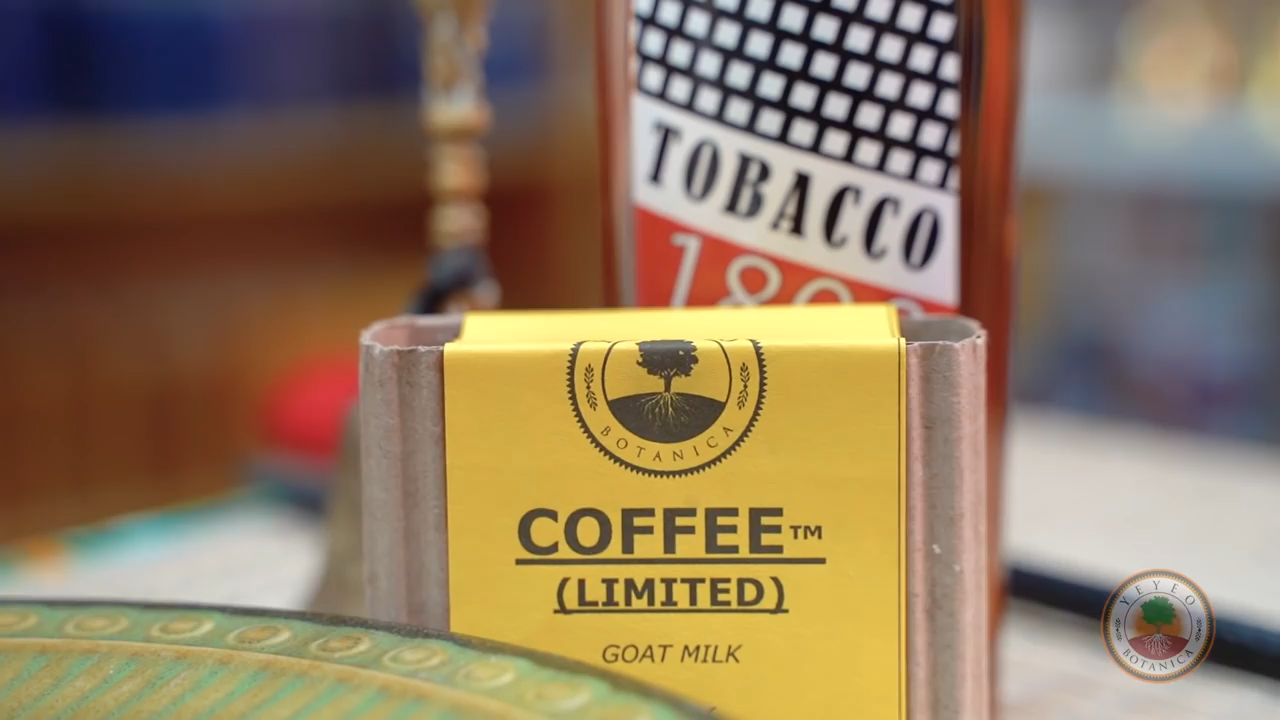 TOBACCO
BOTANICA
COFFEE™
(LIMITED)
GOAT MILK
YEYEO
BOTANICA